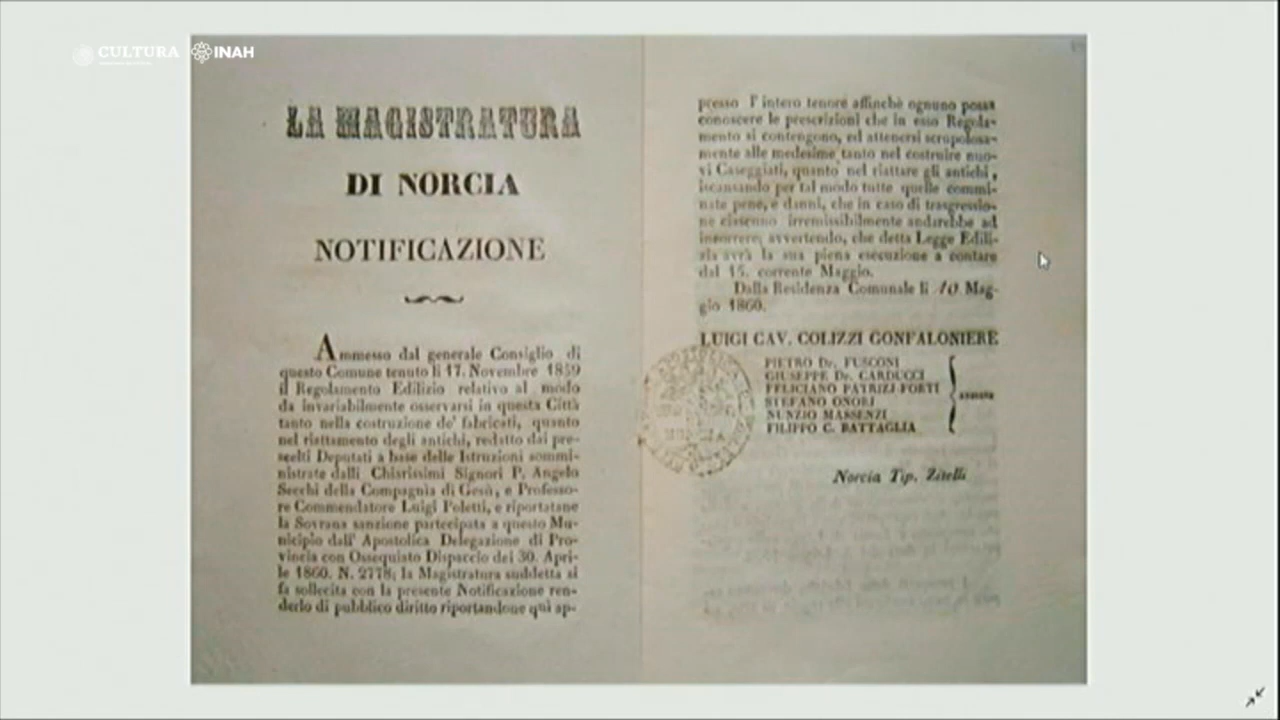 CULTURA INAH
LA MAGISTRATURA
DI NORCIA
NOTIFICAZIONE
Ammesso dal generale Consiglio di
questo Comune tenuto li 17. Novembre 1859
il Regolamento Edilizio relativo al modo
da invariabilmente osservarsi in questa Città
tanto nella costruzione de' fabricati, quanto
nel riattamento degli antichi, redatto dai pre-
scelti Deputati a base delle Istruzioni sommi-
nistrate dalli Chiarissimi Signori P. Angelo
Secchi della Compagnia di Gesù, e Professo-
re Commendatore Luigi Poletti, e riportatane
la Sovrana sanzione partecipata a questo Mu-
nicipio dall' Apostolica Delegazione di Pro-
vincia con Ossequiato Dispaccio dei 30. Apri-
le 1860. N. 2778; la Magistratura suddetta si
fa sollecita con la presente Notificazione ren-
derlo di pubblico diritto riportandone qui ap-
presso l' intero tenore affinchè ognuno possa
conoscere le prescrizioni che in esso Regola-
mento si contengono, ed attenersi scrupolosa-
mente alle medesime tanto nel costruire nuo-
vi Caseggiati, quanto nel riattare gli antichi,
iscansando per tal modo tutte quelle commi-
nate pene, e danni, che in caso di trasgressio-
ne ciascuno irremissibilmente andarebbe ad
incorrere; avvertendo, che detta Legge Edili-
zia avrà la sua piena esecuzione a contare
dal 15. corrente Maggio.
Dalla Residenza Comunale li 10 Mag-
gio 1860.
LUIGI CAV. COLIZZI GONFALONIERE
PIETRO Dr. FUSCONI
GIUSEPPE Dr. CARDUCCI
FELICIANO PATRIZI FORTI
STEFANO ONORI
NUNZIO MASSENZI
FILIPPO C. BATTAGLIA
Norcia Tip. Zitelli